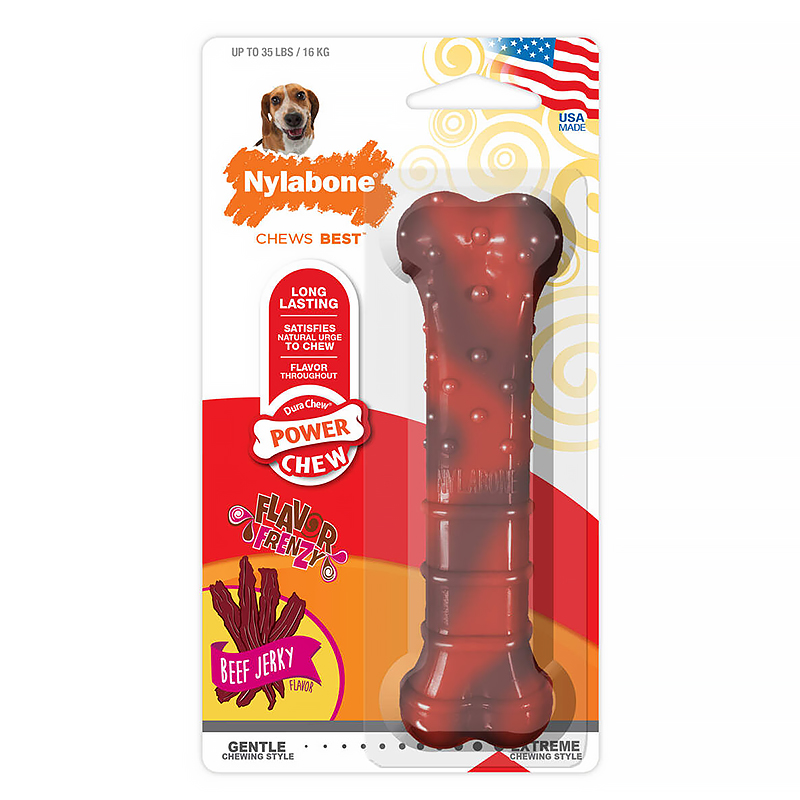 UP TO 35 LBS / 16 KG
USA
MADE
Nylabone®
CHEWS BEST™
LONG
LASTING
SATISFIES
NATURAL URGE
TO CHEW
FLAVOR
THROUGHOUT
Dura Chew®
POWER
CHEW
NYLABONE
FLAVOR
FRENZY
BEEF JERKY
FLAVOR
GENTLE
CHEWING STYLE
EXTREME
CHEWING STYLE